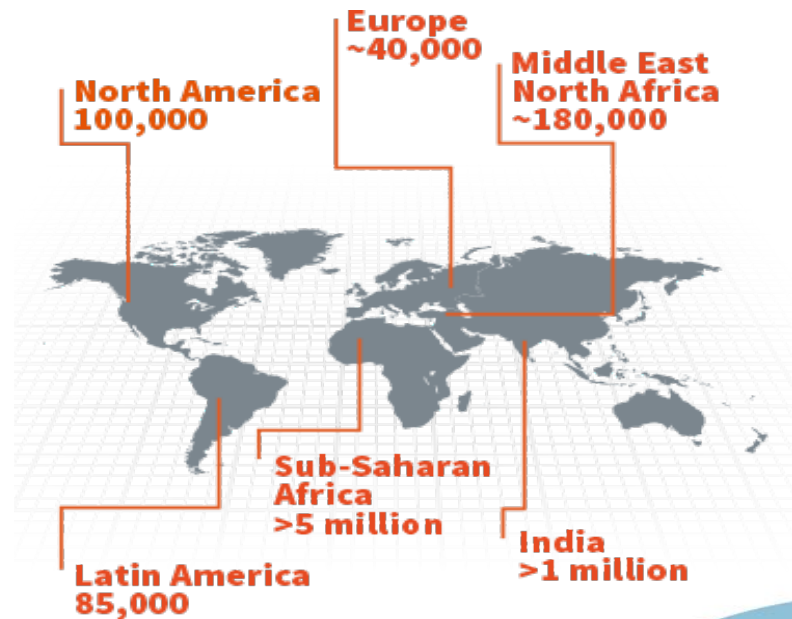 Europe
~40,000
Middle East
North Africa
~180,000
North America
100,000
Sub-Saharan
Africa
>5 million
India
>1 million
Latin America
85,000